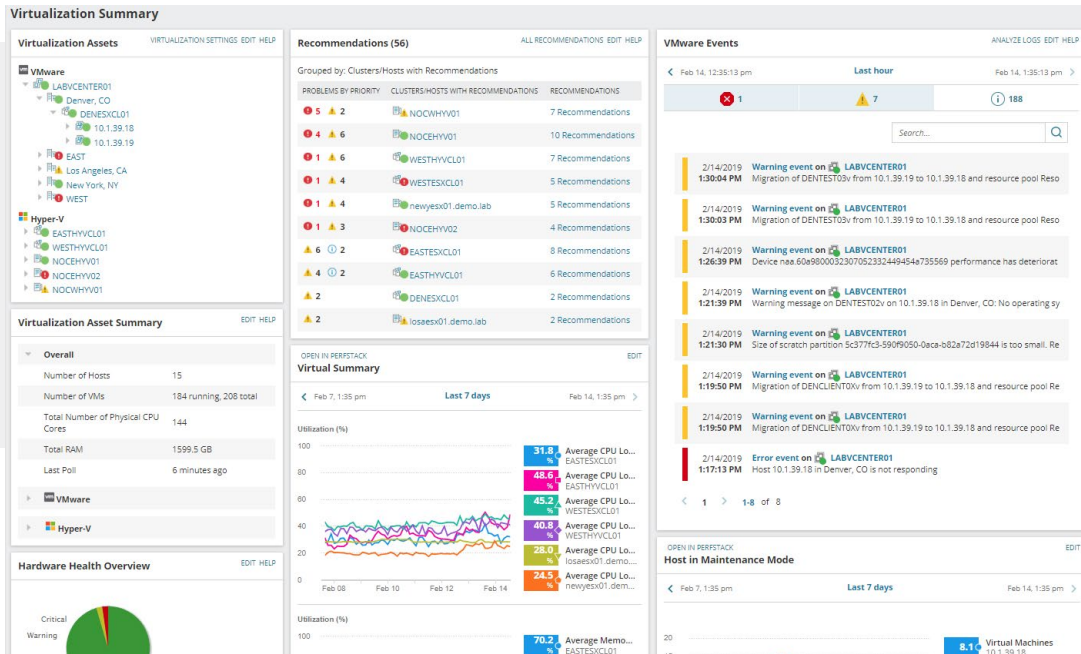 Virtualization Summary
Virtualization Assets
VIRTUALIZATION SETTINGS EDIT HELP
VMware
LABVCENTER01
Denver, CO
DENESXCL01
10.1.39.18
10.1.39.19
EAST
Los Angeles, CA
New York, NY
WEST
Hyper-V
EASTHYVCL01
WESTHYVCL01
NOCEHYV01
NOCEHYV02
NOCWHYV01
Virtualization Asset Summary
EDIT HELP
Overall
Number of Hosts 15
Number of VMs 184 running, 208 total
Total Number of Physical CPU
Cores 144
Total RAM 1599.5 GB
Last Poll 6 minutes ago
VMware
Hyper-V
Hardware Health Overview
EDIT HELP
Critical
Warning
Recommendations (56)
ALL RECOMMENDATIONS EDIT HELP
Grouped by: Clusters/Hosts with Recommendations
PROBLEMS BY PRIORITY CLUSTERS/HOSTS WITH RECOMMENDATIONS RECOMMENDATIONS
5 2 NOCWHYV01 7 Recommendations
4 6 NOCEHYV01 10 Recommendations
1 6 WESTHYVCL01 7 Recommendations
1 4 WESTESXCL01 5 Recommendations
1 4 newyesx01.demo.lab 5 Recommendations
1 3 NOCEHYV02 4 Recommendations
6 2 EASTESXCL01 8 Recommendations
4 2 EASTHYVCL01 6 Recommendations
2 DENESXCL01 2 Recommendations
2 losaesx01.demo.lab 2 Recommendations
OPEN IN PERFSTACK
EDIT
Virtual Summary
Feb 7, 1:35 pm Last 7 days Feb 14, 1:35 pm
Utilization (%)
100
80
60
40
20
0
Feb 08 Feb 10 Feb 12 Feb 14
31.8 % Average CPU Lo...
EASTESXCL01
48.6 % Average CPU Lo...
EASTHYVCL01
45.2 % Average CPU Lo...
WESTESXCL01
40.8 % Average CPU Lo...
WESTHYVCL01
28.0 % Average CPU Lo...
losaesx01.demo....
24.5 % Average CPU Lo...
newyesx01.dem...
Utilization (%)
100
70.2 % Average Memo...
EASTESXCL01
VMware Events
ANALYZE LOGS EDIT HELP
Feb 14, 12:35:13 pm Last hour Feb 14, 1:35:13 pm
1 7 188
Search...
2/14/2019 Warning event on LABVCENTER01
1:30:04 PM Migration of DENTEST03v from 10.1.39.19 to 10.1.39.18 and resource pool Reso
2/14/2019 Warning event on LABVCENTER01
1:30:03 PM Migration of DENTEST03v from 10.1.39.19 to 10.1.39.18 and resource pool Reso
2/14/2019 Warning event on LABVCENTER01
1:26:39 PM Device naa.60a98000323070523324494​54a735569 performance has deteriorat
2/14/2019 Warning event on LABVCENTER01
1:21:39 PM Warning message on DENTEST02v on 10.1.39.18 in Denver, CO: No operating sy
2/14/2019 Warning event on LABVCENTER01
1:21:30 PM Size of scratch partition 5c377fc3-590f9050-0aca-b82a72d19844 is too small. Re
2/14/2019 Warning event on LABVCENTER01
1:19:50 PM Migration of DENCLIENT0Xv from 10.1.39.19 to 10.1.39.18 and resource pool Re
2/14/2019 Warning event on LABVCENTER01
1:19:50 PM Migration of DENCLIENT0Xv from 10.1.39.19 to 10.1.39.18 and resource pool Re
2/14/2019 Error event on LABVCENTER01
1:17:13 PM Host 10.1.39.18 in Denver, CO is not responding
1 1-8 of 8
OPEN IN PERFSTACK
EDIT
Host in Maintenance Mode
Feb 7, 1:35 pm Last 7 days Feb 14, 1:35 pm
20
8.1 Virtual Machines
10.1.39.18